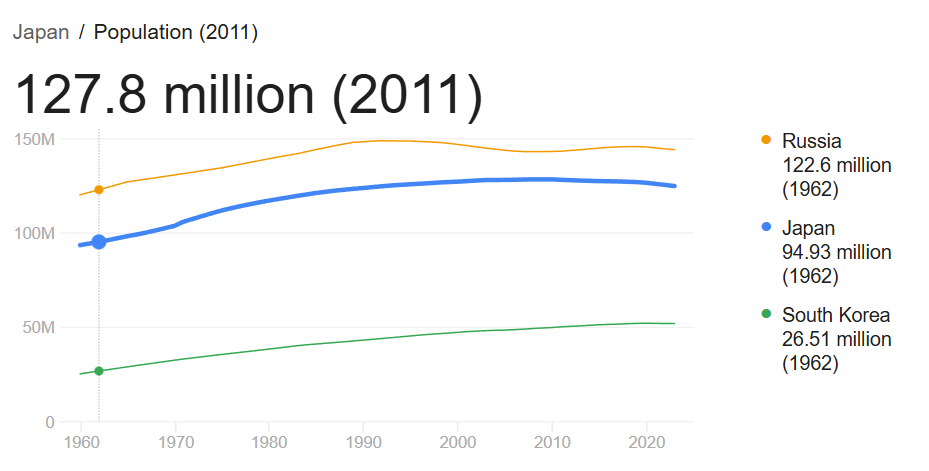 Japan / Population (2011)
127.8 million (2011)
150M
100M
50M
0
1960 1970 1980 1990 2000 2010 2020
Russia
122.6 million
(1962)
Japan
94.93 million
(1962)
South Korea
26.51 million
(1962)